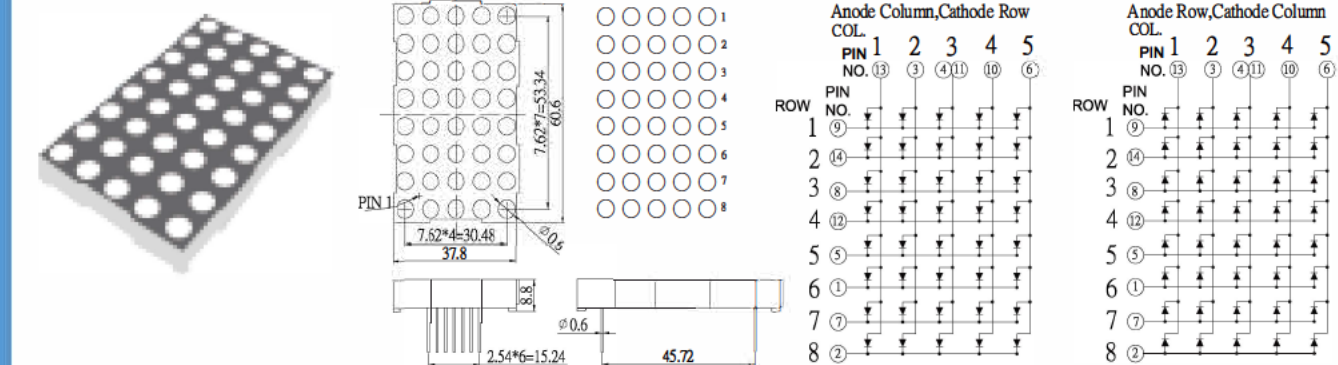 PIN 1
7.62*4=30.48
37.8
7.62*7=53.34
60.6
Ø0.5
8.8
2.54*6=15.24
Ø0.6
45.72
1
2
3
4
5
6
7
8
Anode Column,Cathode Row
COL.
PIN 1 2 3 4 5
NO. 13 3 4 11 10 6
PIN
ROW NO.
1 9
2 14
3 8
4 12
5 5
6 1
7 7
8 2
Anode Row,Cathode Column
COL.
PIN 1 2 3 4 5
NO. 13 3 4 11 10 6
PIN
ROW NO.
1 9
2 14
3 8
4 12
5 5
6 1
7 7
8 2